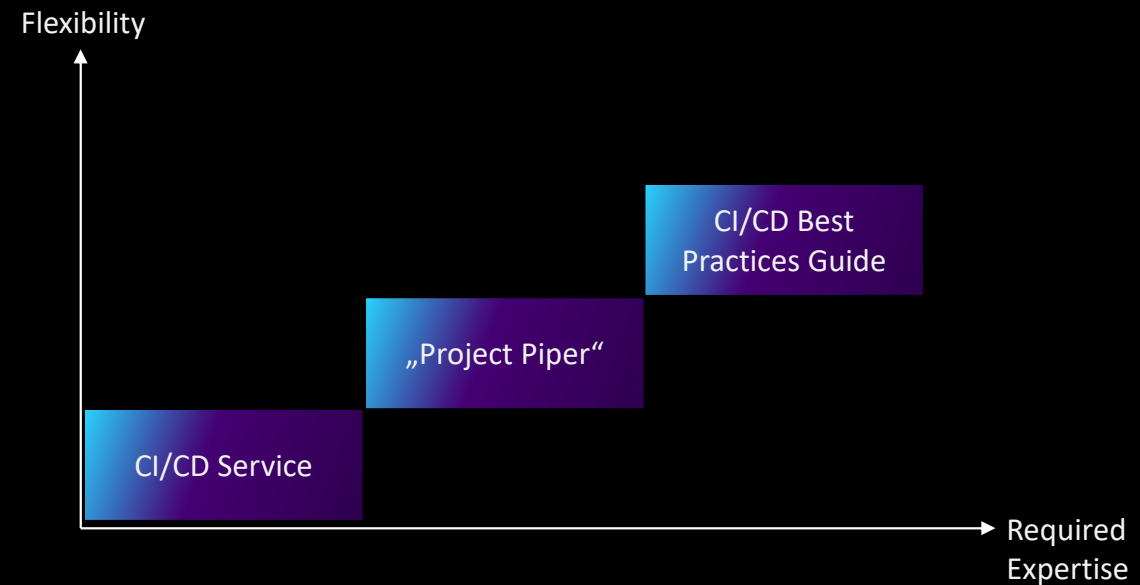 Flexibility
CI/CD Best
Practices Guide
„Project Piper“
CI/CD Service
Required
Expertise